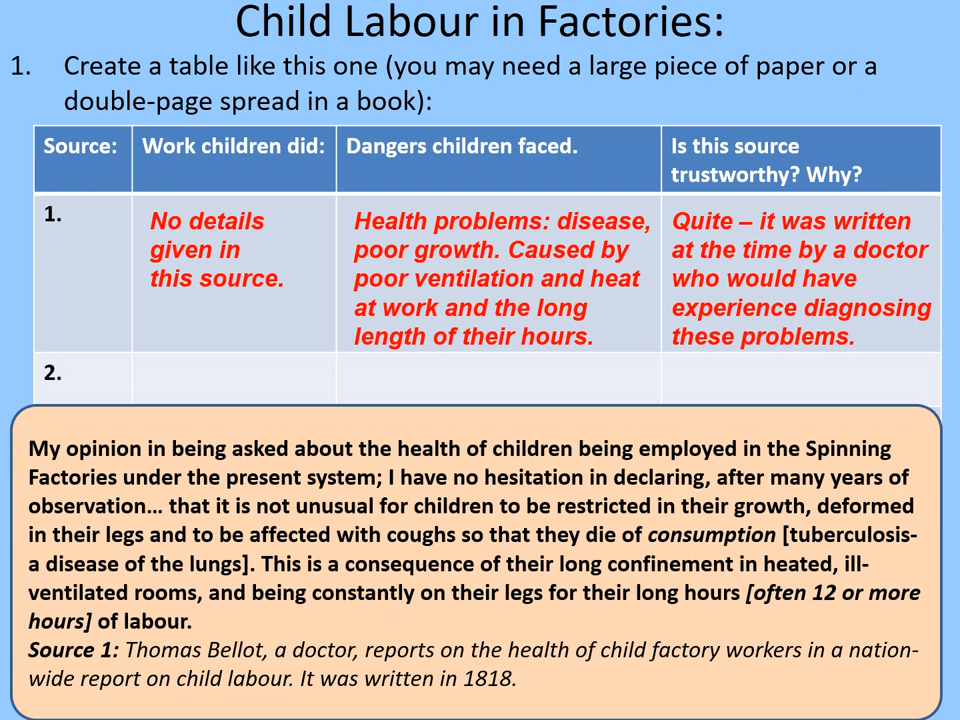 Child Labour in Factories:
1. Create a table like this one (you may need a large piece of paper or a
double-page spread in a book):
Source: Work children did: Dangers children faced. Is this source
trustworthy? Why?
1.
No details
given in
this source.
Health problems: disease,
poor growth. Caused by
poor ventilation and heat
at work and the long
length of their hours.
Quite – it was written
at the time by a doctor
who would have
experience diagnosing
these problems.
2.
My opinion in being asked about the health of children being employed in the Spinning
Factories under the present system; I have no hesitation in declaring, after many years of
observation… that it is not unusual for children to be restricted in their growth, deformed
in their legs and to be affected with coughs so that they die of consumption [tuberculosis-
a disease of the lungs]. This is a consequence of their long confinement in heated, ill-
ventilated rooms, and being constantly on their legs for their long hours [often 12 or more
hours] of labour.
Source 1: Thomas Bellot, a doctor, reports on the health of child factory workers in a nation-
wide report on child labour. It was written in 1818.